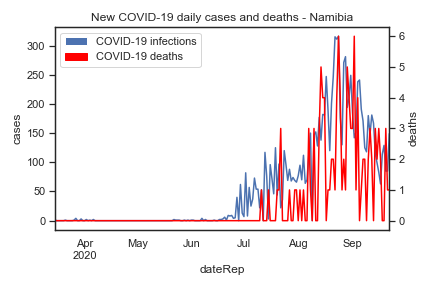 New COVID-19 daily cases and deaths - Namibia
COVID-19 infections
COVID-19 deaths
cases
300
250
200
150
100
50
0
deaths
6
5
4
3
2
1
0
Apr
2020
May
Jun
Jul
Aug
Sep
dateRep